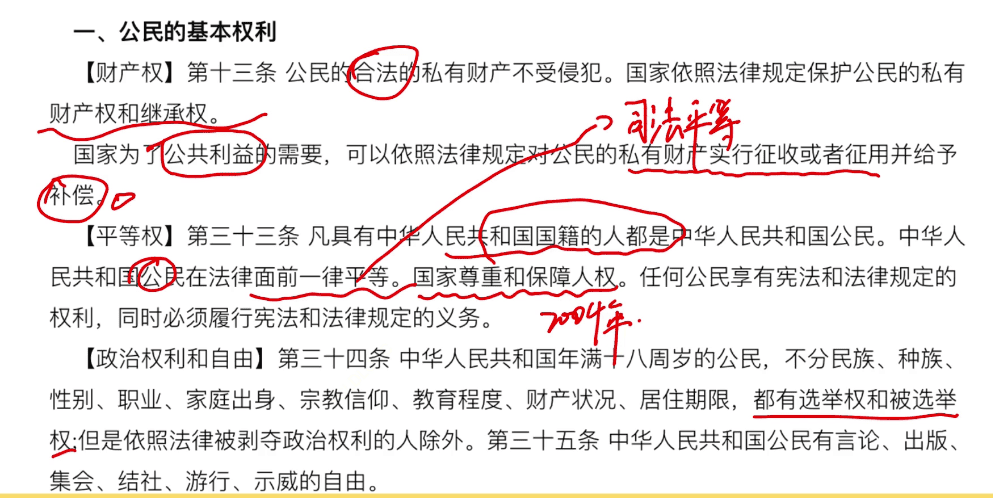 一、公民的基本权利
【财产权】第十三条 公民的合法的私有财产不受侵犯。国家依照法律规定保护公民的私有
财产权和继承权。
司法平等
国家为了公共利益的需要，可以依照法律规定对公民的私有财产实行征收或者征用并给予
补偿。
【平等权】第三十三条 凡具有中华人民共和国国籍的人都是中华人民共和国公民。中华人
民共和国公民在法律面前一律平等。国家尊重和保障人权。任何公民享有宪法和法律规定的
权利，同时必须履行宪法和法律规定的义务。
2004年.
【政治权利和自由】第三十四条 中华人民共和国年满十八周岁的公民，不分民族、种族、
性别、职业、家庭出身、宗教信仰、教育程度、财产状况、居住期限，都有选举权和被选举
权;但是依照法律被剥夺政治权利的人除外。第三十五条 中华人民共和国公民有言论、出版、
集会、结社、游行、示威的自由。